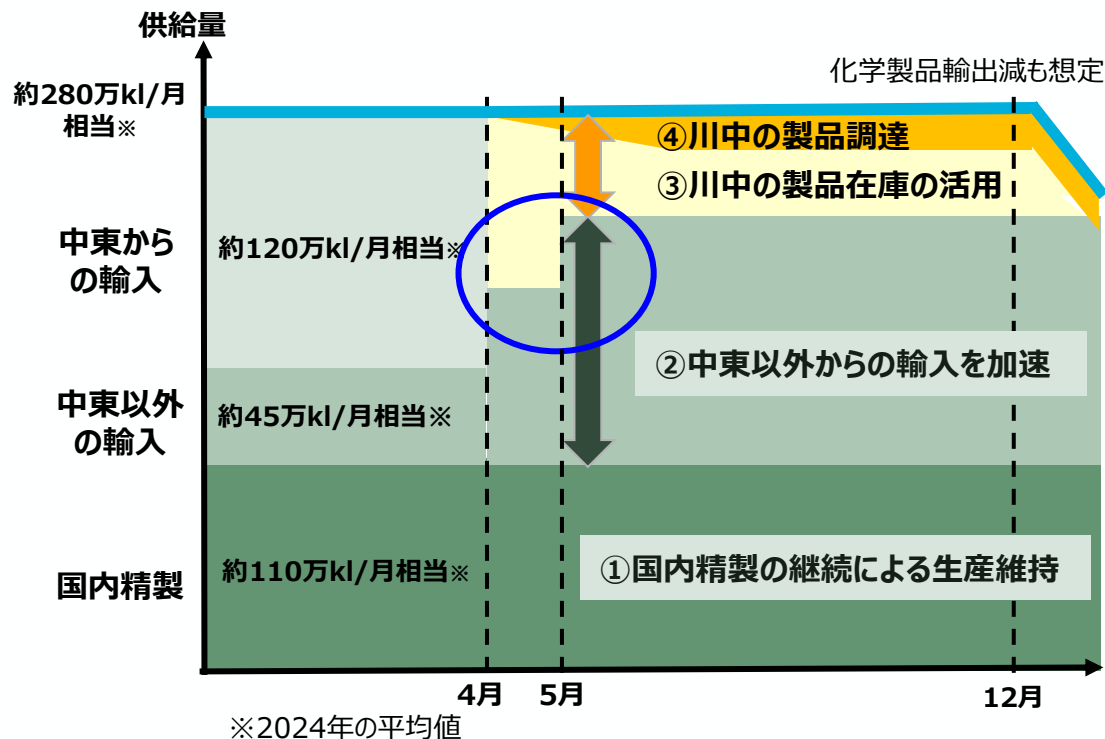 供給量
約280万kl/月
相当※
化学製品輸出減も想定
④川中の製品調達
③川中の製品在庫の活用
中東から
の輸入
約120万kl/月相当※
②中東以外からの輸入を加速
中東以外
の輸入
約45万kl/月相当※
国内精製
約110万kl/月相当※
①国内精製の継続による生産維持
4月
5月
12月
※2024年の平均値